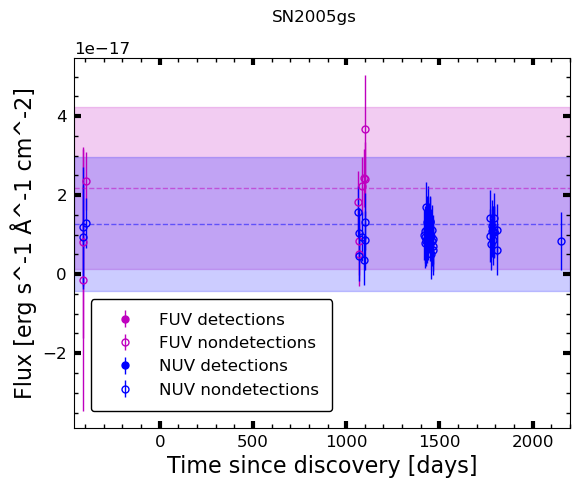 SN2005gs
1e−17
4
2
0
−2
Flux [erg s^-1 Å^-1 cm^-2]
FUV detections
FUV nondetections
NUV detections
NUV nondetections
0 500 1000 1500 2000
Time since discovery [days]